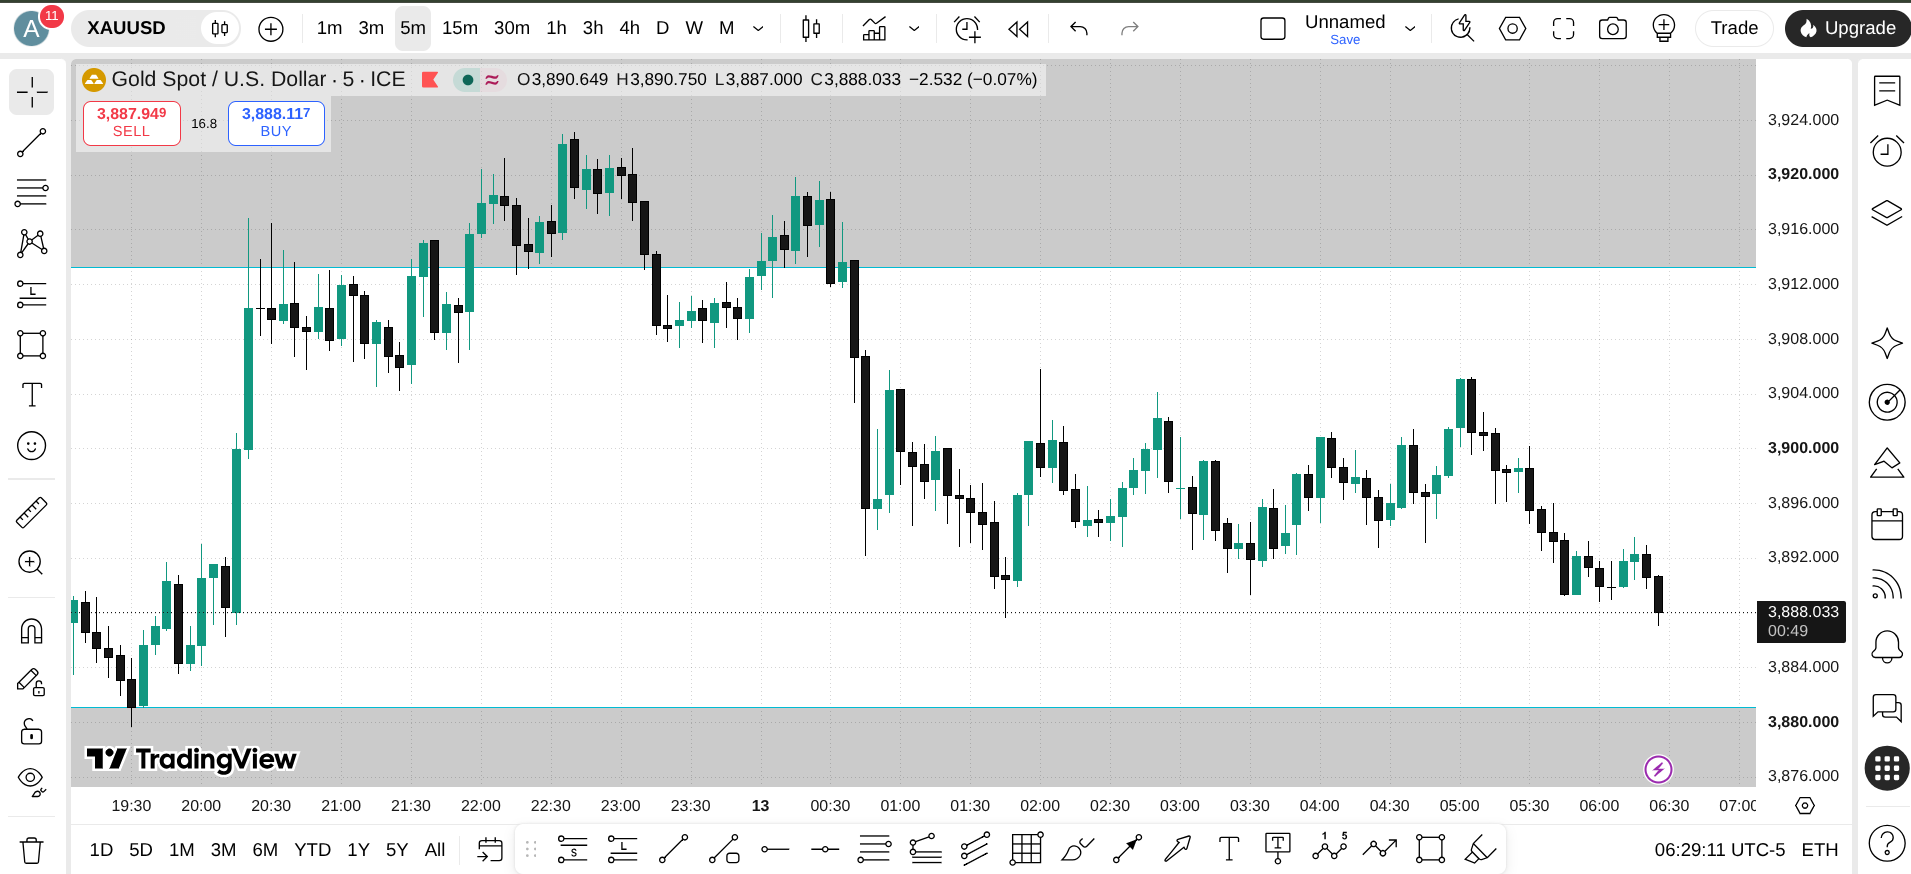 A 11 XAUUSD 1m 3m 5m 15m 30m 1h 3h 4h D W M Unnamed Save Trade Upgrade
Gold Spot / U.S. Dollar · 5 · ICE O3,890.649 H3,890.750 L3,887.000 C3,888.033 −2.532 (−0.07%)
3,887.949 SELL 16.8 3,888.117 BUY
3,924.000
3,920.000
3,916.000
3,912.000
3,908.000
3,904.000
3,900.000
3,896.000
3,892.000
3,888.033
00:49
3,884.000
3,880.000
3,876.000
TradingView
19:30 20:00 20:30 21:00 21:30 22:00 22:30 23:00 23:30 13 00:30 01:00 01:30 02:00 02:30 03:00 03:30 04:00 04:30 05:00 05:30 06:00 06:30 07:00
1D 5D 1M 3M 6M YTD 1Y 5Y All 06:29:11 UTC-5 ETH